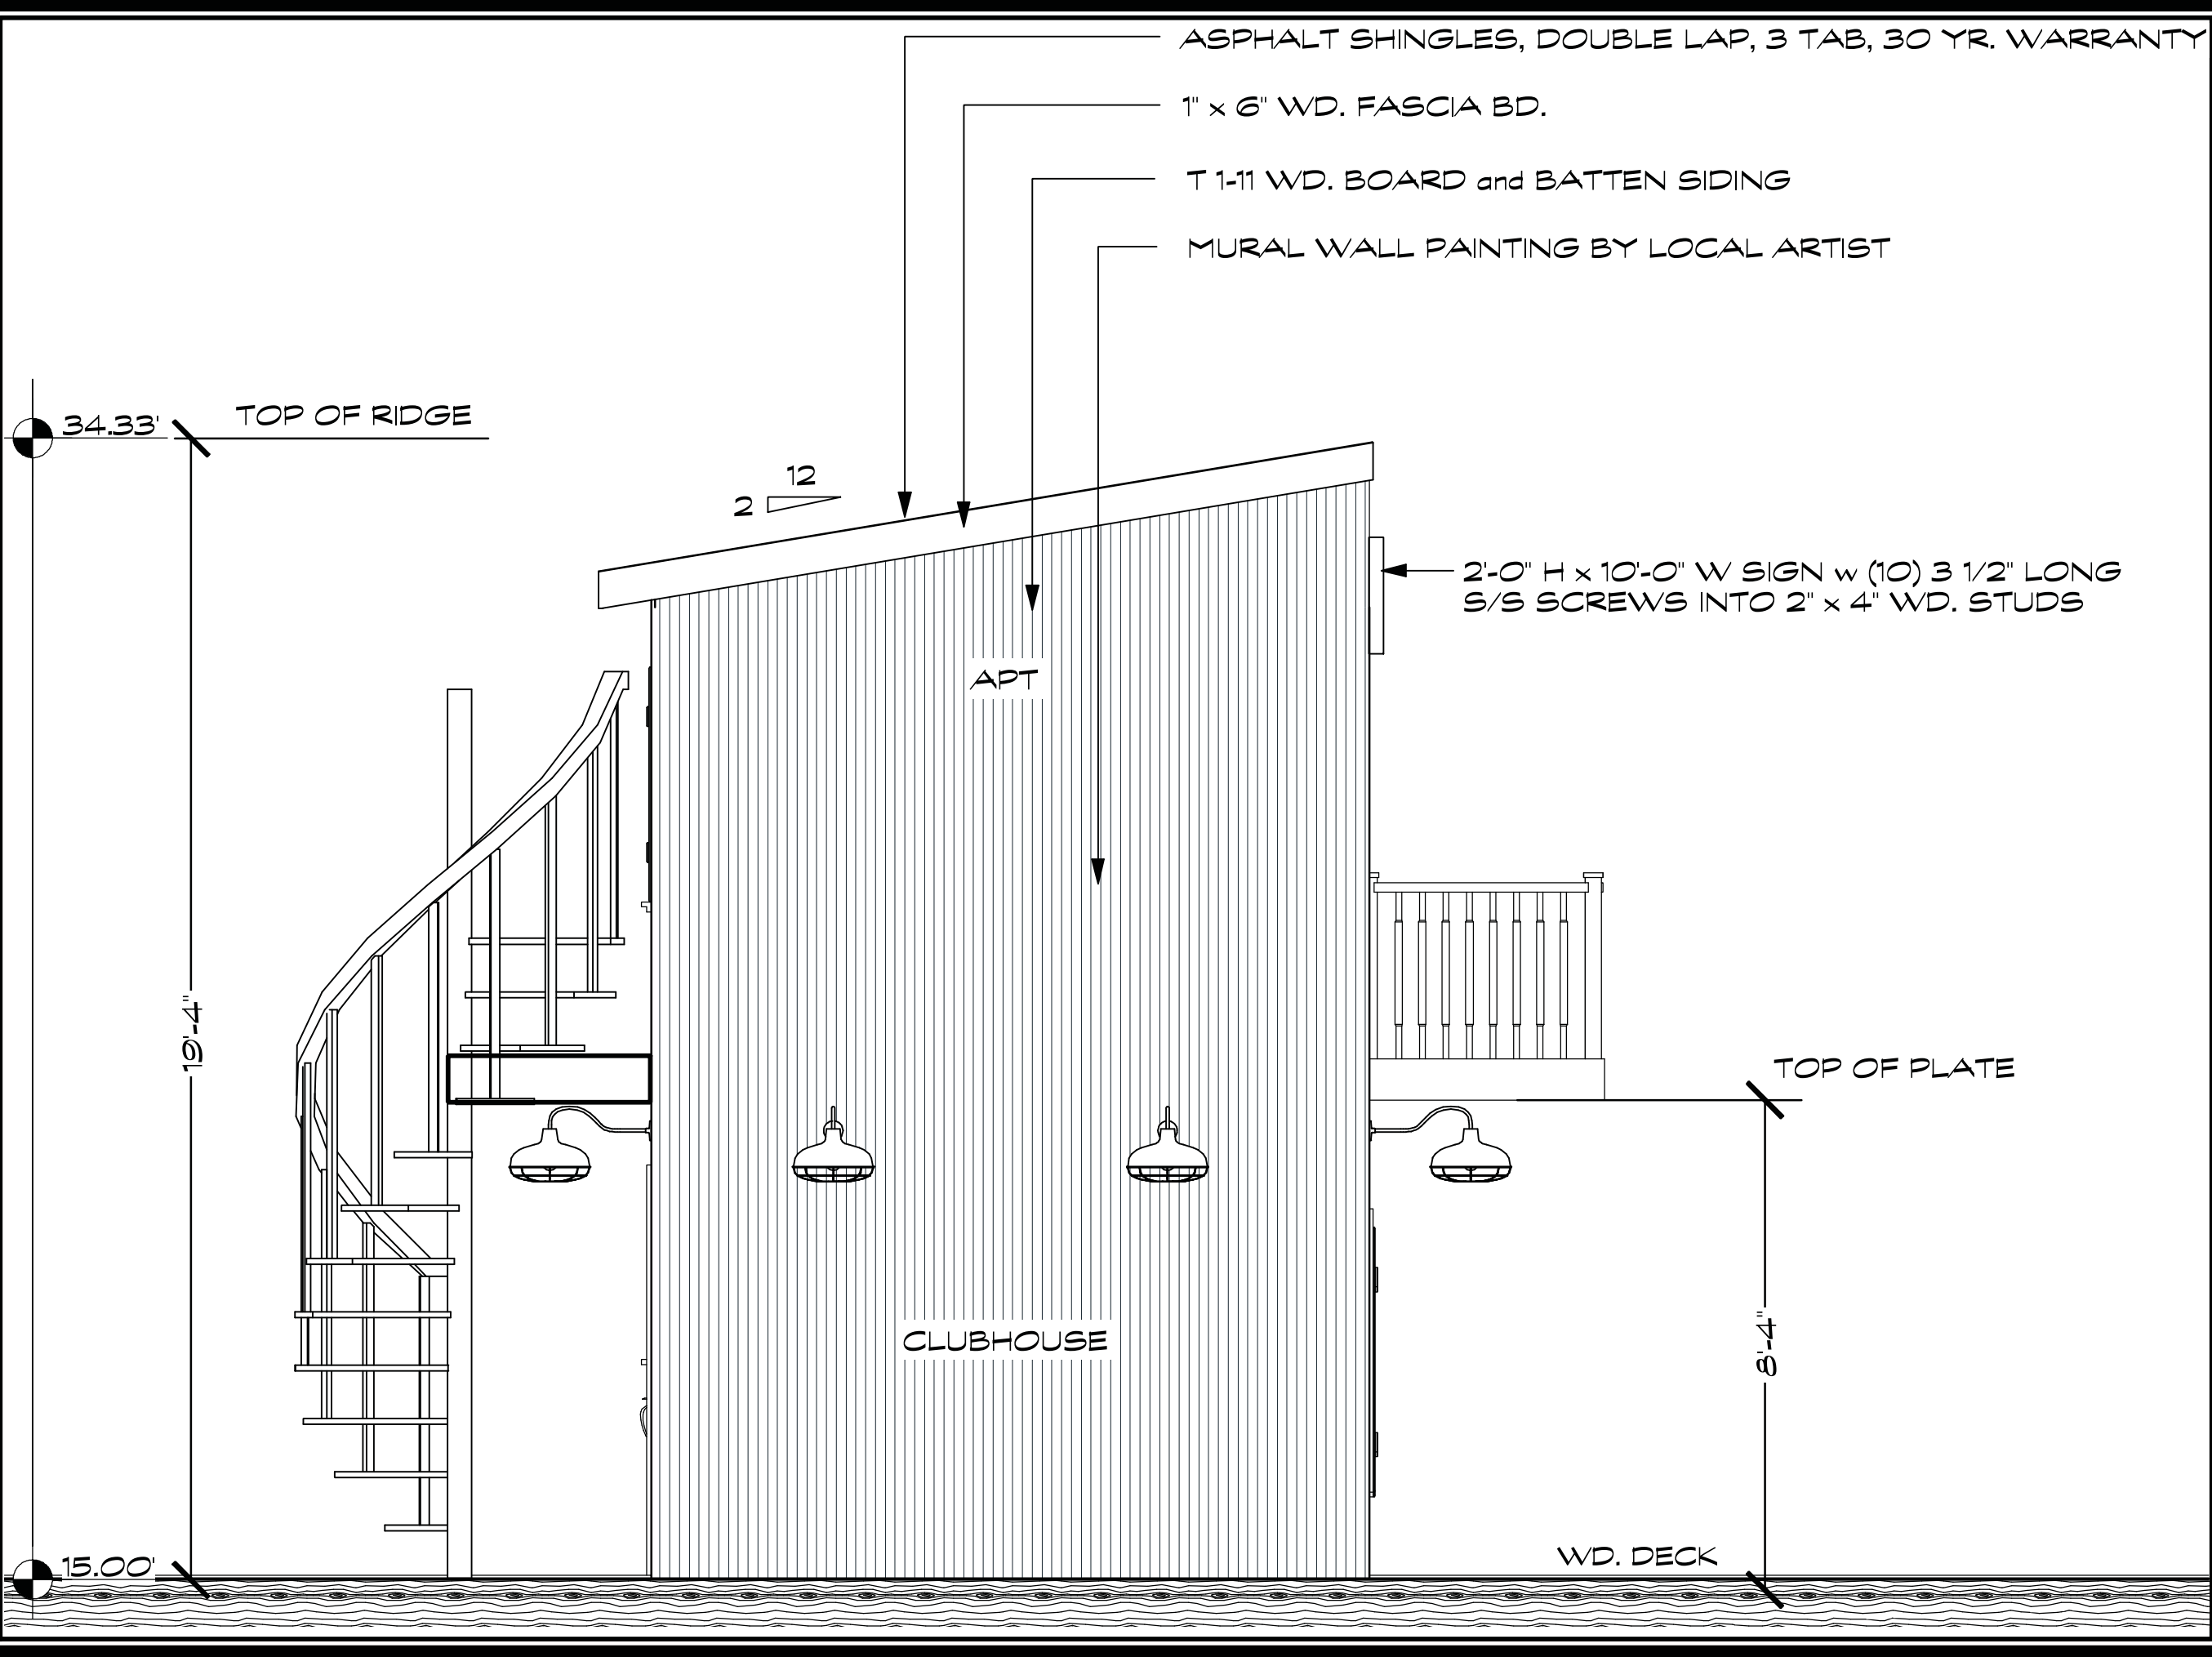 ASPHALT SHINGLES, DOUBLE LAP, 3 TAB, 30 YR. WARRANTY
1" x 6" WD. FASCIA BD.
T 1-11 WD. BOARD and BATTEN SIDING
MURAL WALL PAINTING BY LOCAL ARTIST
34.33'
TOP OF RIDGE
12
2
2'-0" H x 10'-0" W SIGN w (10) 3 1/2" LONG
S/S SCREWS INTO 2" x 4" WD. STUDS
APT
19'-4"
TOP OF PLATE
CLUBHOUSE
8'-4"
15.00'
WD. DECK